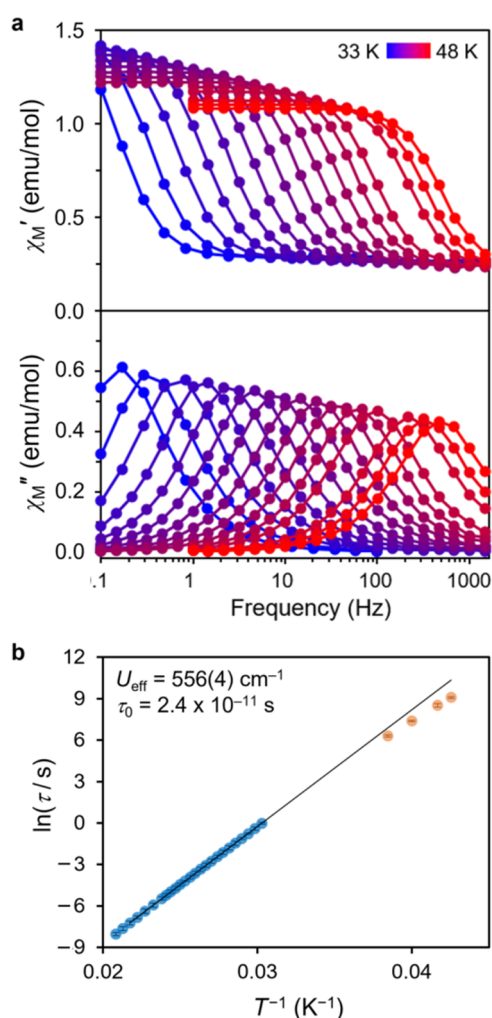 a
1.5
33 K 48 K
1.0
χM′ (emu/mol)
0.5
0.0
0.6
χM″ (emu/mol)
0.4
0.2
0.0
0.1 1 10 100 1000
Frequency (Hz)
b
12
Ueff = 556(4) cm⁻¹
9
τ0 = 2.4 x 10⁻¹¹ s
6
ln(τ / s)
3
0
−3
−6
−9
0.02 0.03 0.04
T⁻¹ (K⁻¹)